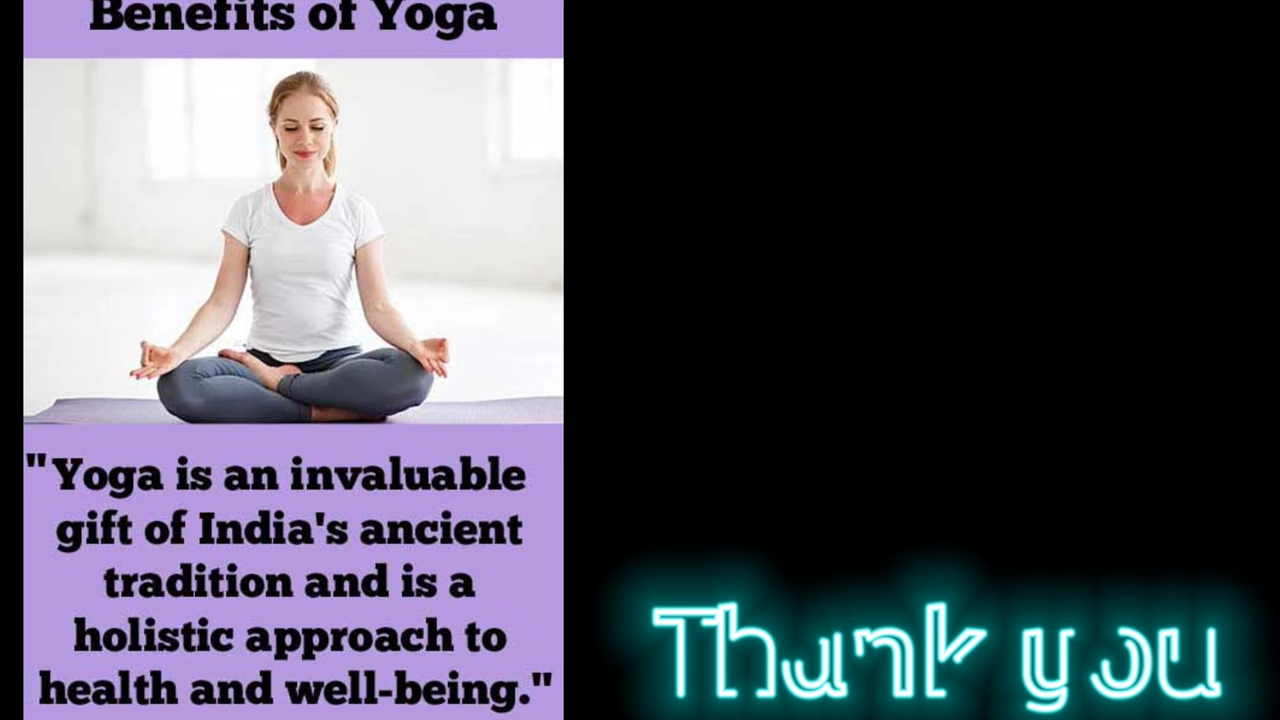 Benefits of Yoga
"Yoga is an invaluable
gift of India's ancient
tradition and is a
holistic approach to
health and well-being."
Thank you